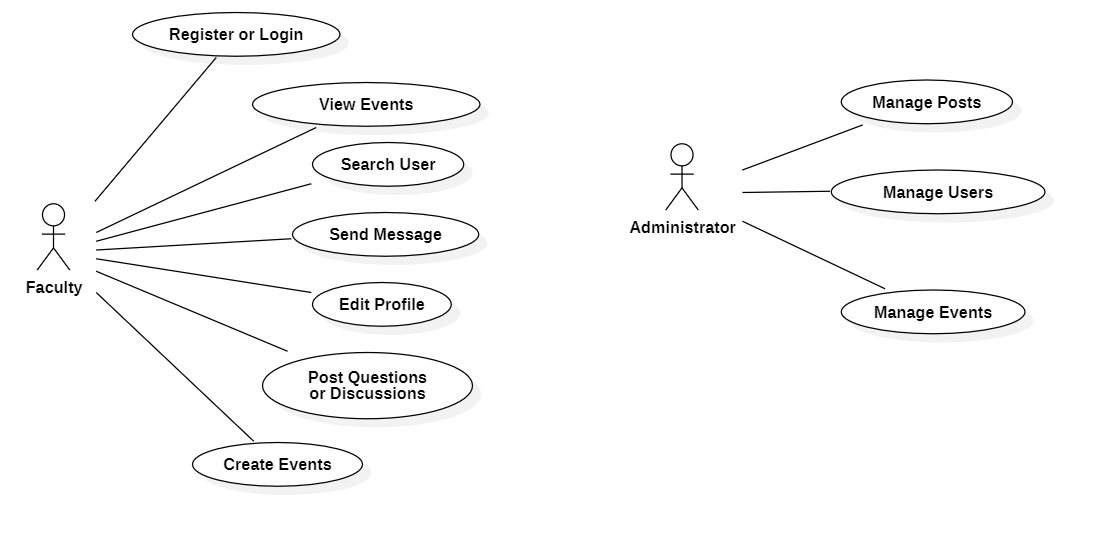 Register or Login
View Events
Search User
Send Message
Edit Profile
Post Questions
or Discussions
Create Events
Faculty
Manage Posts
Manage Users
Manage Events
Administrator